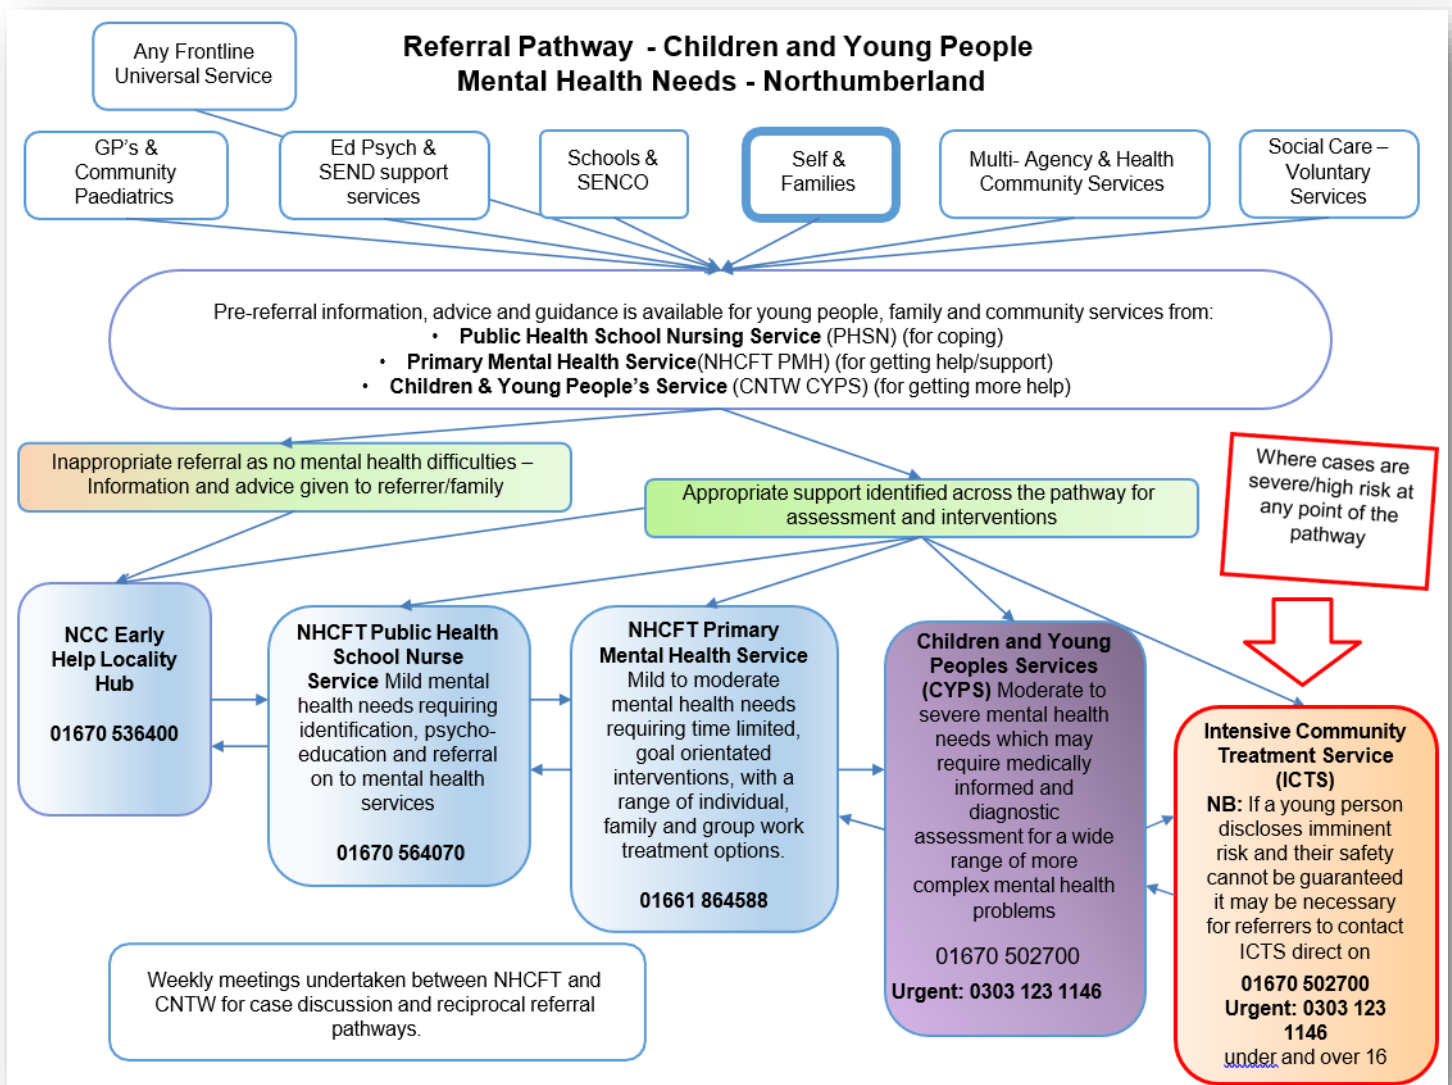 Referral Pathway  - Children and Young People
Mental Health Needs - Northumberland
Any Frontline
Universal Service
GP's &
Community
Paediatrics
Ed Psych &
SEND support
services
Schools &
SENCO
Self &
Families
Multi- Agency & Health
Community Services
Social Care –
Voluntary
Services
Pre-referral information, advice and guidance is available for young people, family and community services from:
• Public Health School Nursing Service (PHSN) (for coping)
• Primary Mental Health Service(NHCFT PMH) (for getting help/support)
• Children & Young People's Service (CNTW CYPS) (for getting more help)
Inappropriate referral as no mental health difficulties –
Information and advice given to referrer/family
Appropriate support identified across the pathway for
assessment and interventions
Where cases are
severe/high risk at
any point of the
pathway
NCC Early
Help Locality
Hub
01670 536400
NHCFT Public Health
School Nurse
Service Mild mental
health needs requiring
identification, psycho-
education and referral
on to mental health
services
01670 564070
NHCFT Primary
Mental Health Service
Mild to moderate
mental health needs
requiring time limited,
goal orientated
interventions, with a
range of individual,
family and group work
treatment options.
01661 864588
Children and Young
Peoples Services
(CYPS) Moderate to
severe mental health
needs which may
require medically
informed and
diagnostic
assessment for a wide
range of more
complex mental health
problems
01670 502700
Urgent: 0303 123 1146
Intensive Community
Treatment Service
(ICTS)
NB: If a young person
discloses imminent
risk and their safety
cannot be guaranteed
it may be necessary
for referrers to contact
ICTS direct on
01670 502700
Urgent: 0303 123
1146
under and over 16
Weekly meetings undertaken between NHCFT and
CNTW for case discussion and reciprocal referral
pathways.